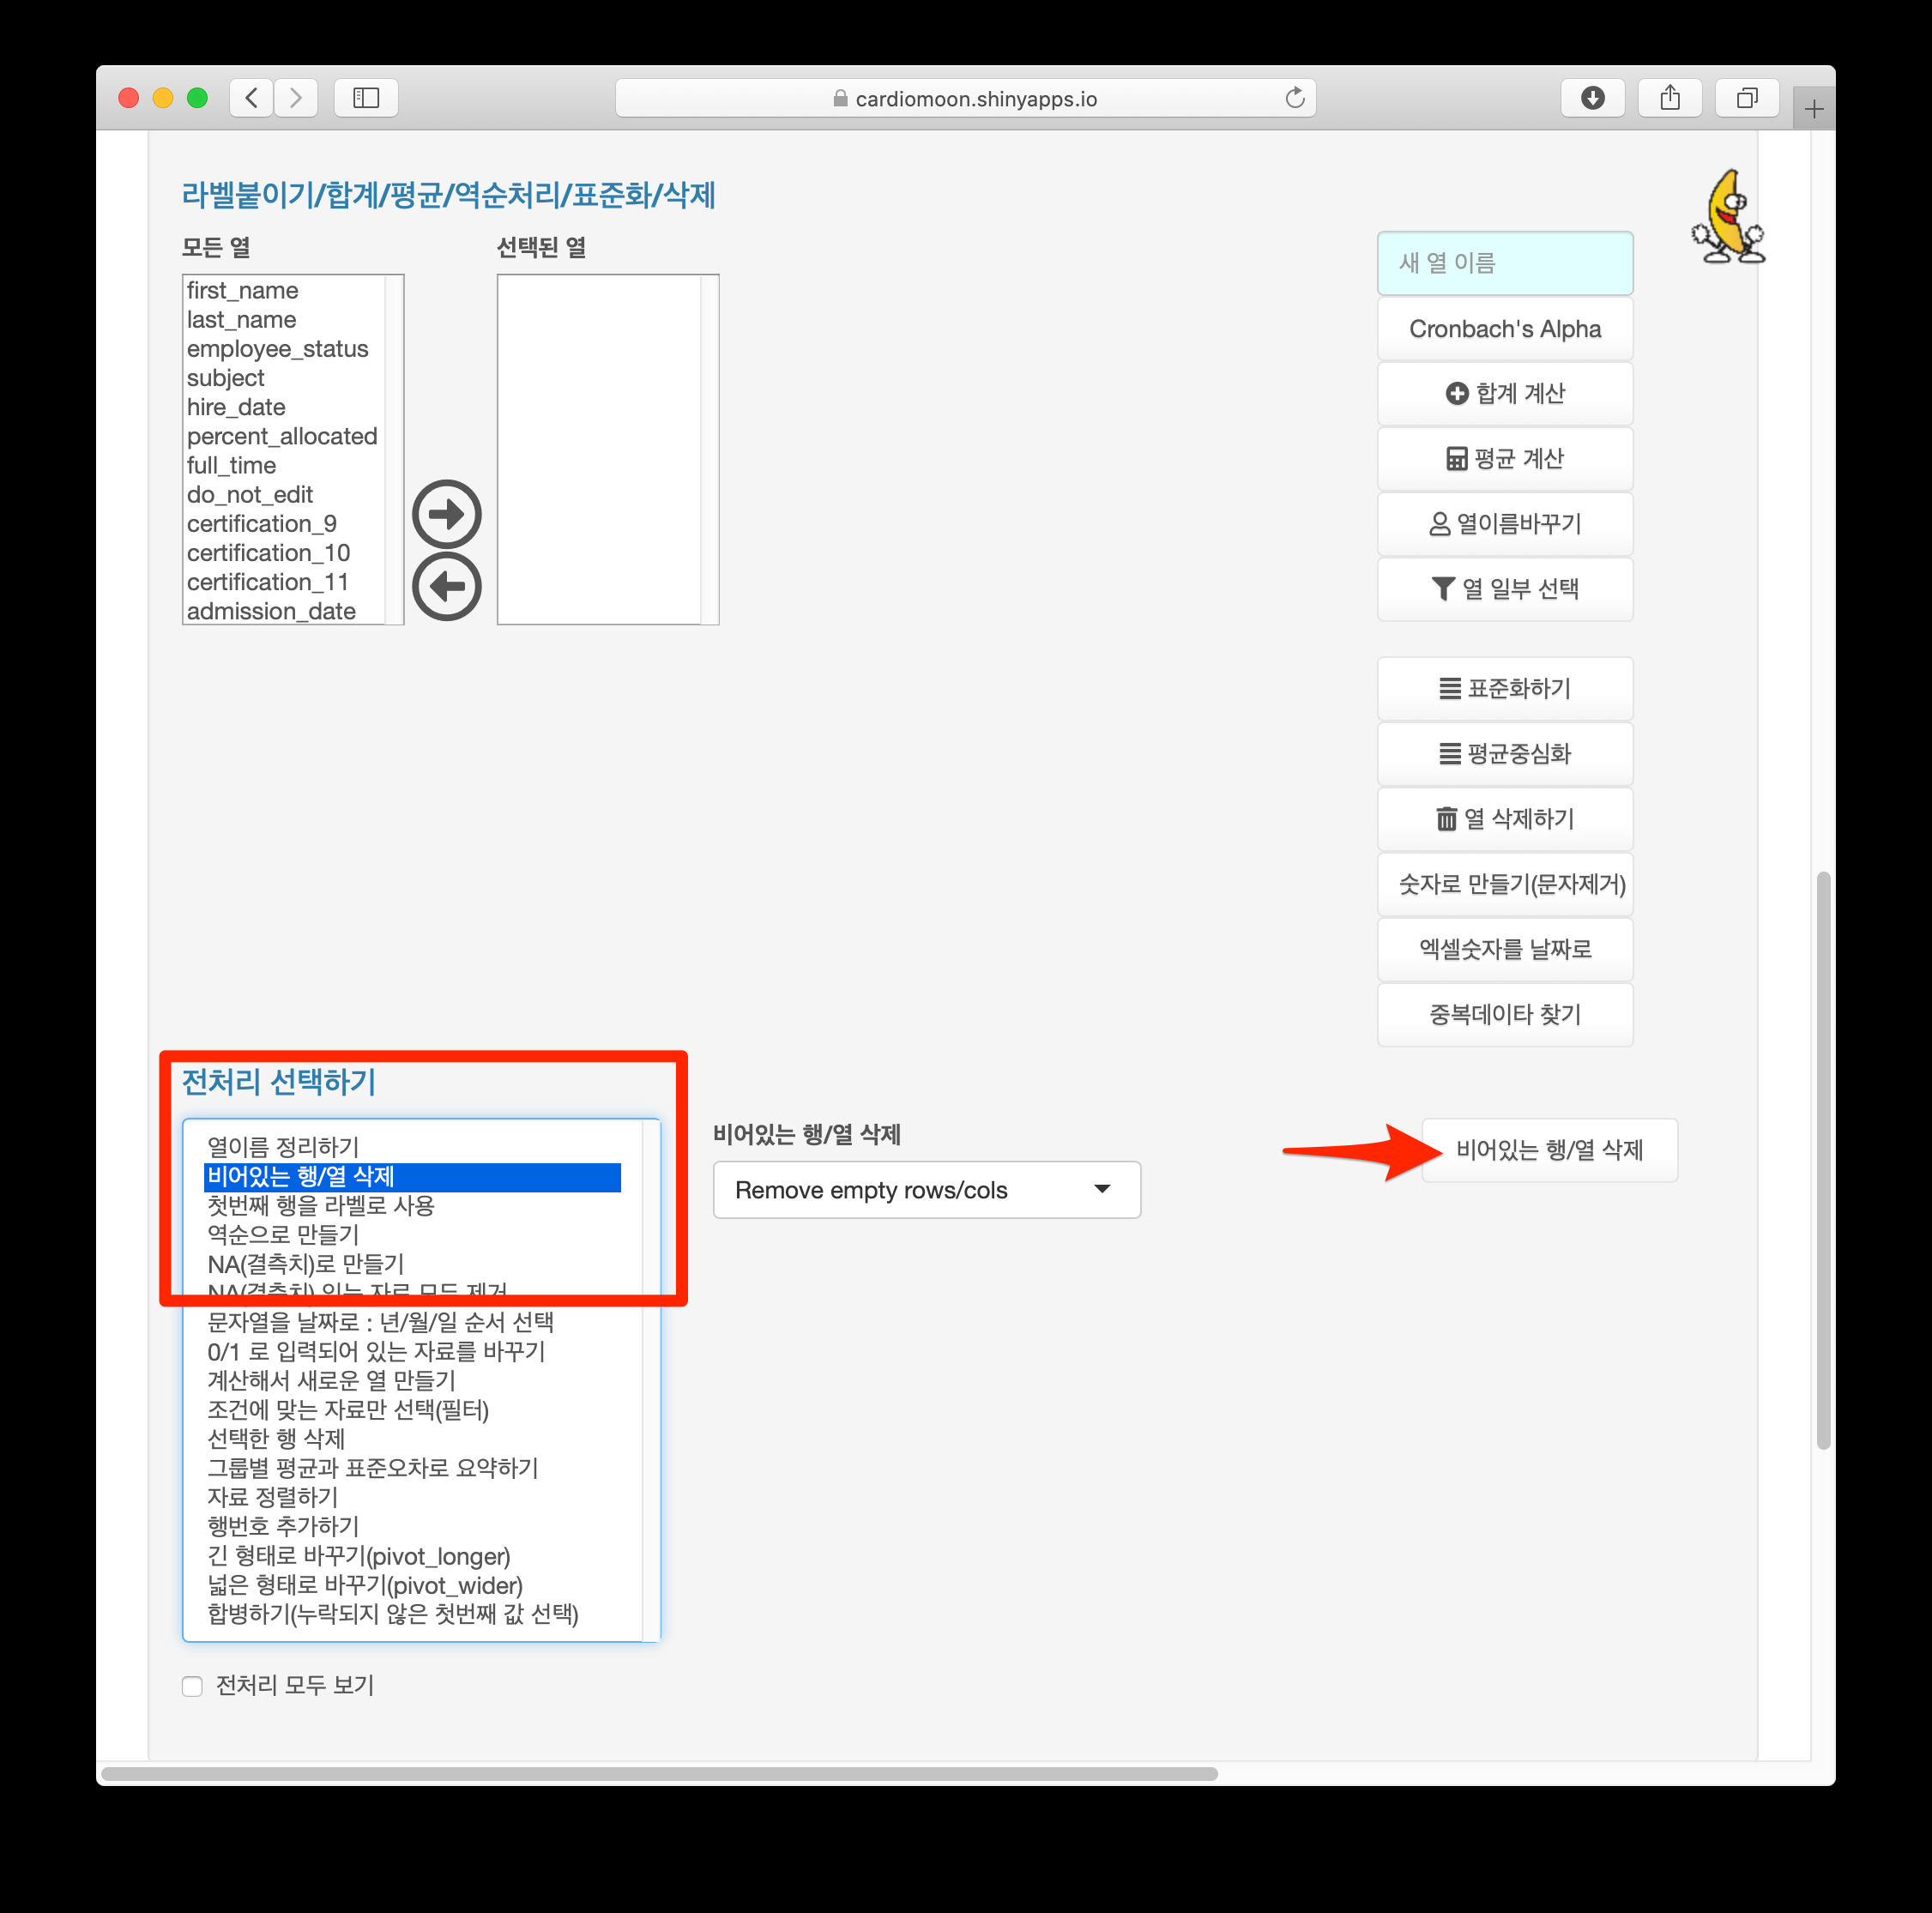 cardiomoon.shinyapps.io
라벨붙이기/합계/평균/역순처리/표준화/삭제
모든 열
선택된 열
first_name
last_name
employee_status
subject
hire_date
percent_allocated
full_time
do_not_edit
certification_9
certification_10
certification_11
admission_date
새 열 이름
Cronbach's Alpha
합계 계산
평균 계산
열이름바꾸기
열 일부 선택
표준화하기
평균중심화
열 삭제하기
숫자로 만들기(문자제거)
엑셀숫자를 날짜로
중복데이타 찾기
전처리 선택하기
열이름 정리하기
비어있는 행/열 삭제
첫번째 행을 라벨로 사용
역순으로 만들기
NA(결측치)로 만들기
NA(결측치) 있는 자료 모두 제거
문자열을 날짜로 : 년/월/일 순서 선택
0/1 로 입력되어 있는 자료를 바꾸기
계산해서 새로운 열 만들기
조건에 맞는 자료만 선택(필터)
선택한 행 삭제
그룹별 평균과 표준오차로 요약하기
자료 정렬하기
행번호 추가하기
긴 형태로 바꾸기(pivot_longer)
넓은 형태로 바꾸기(pivot_wider)
합병하기(누락되지 않은 첫번째 값 선택)
전처리 모두 보기
비어있는 행/열 삭제
Remove empty rows/cols
비어있는 행/열 삭제